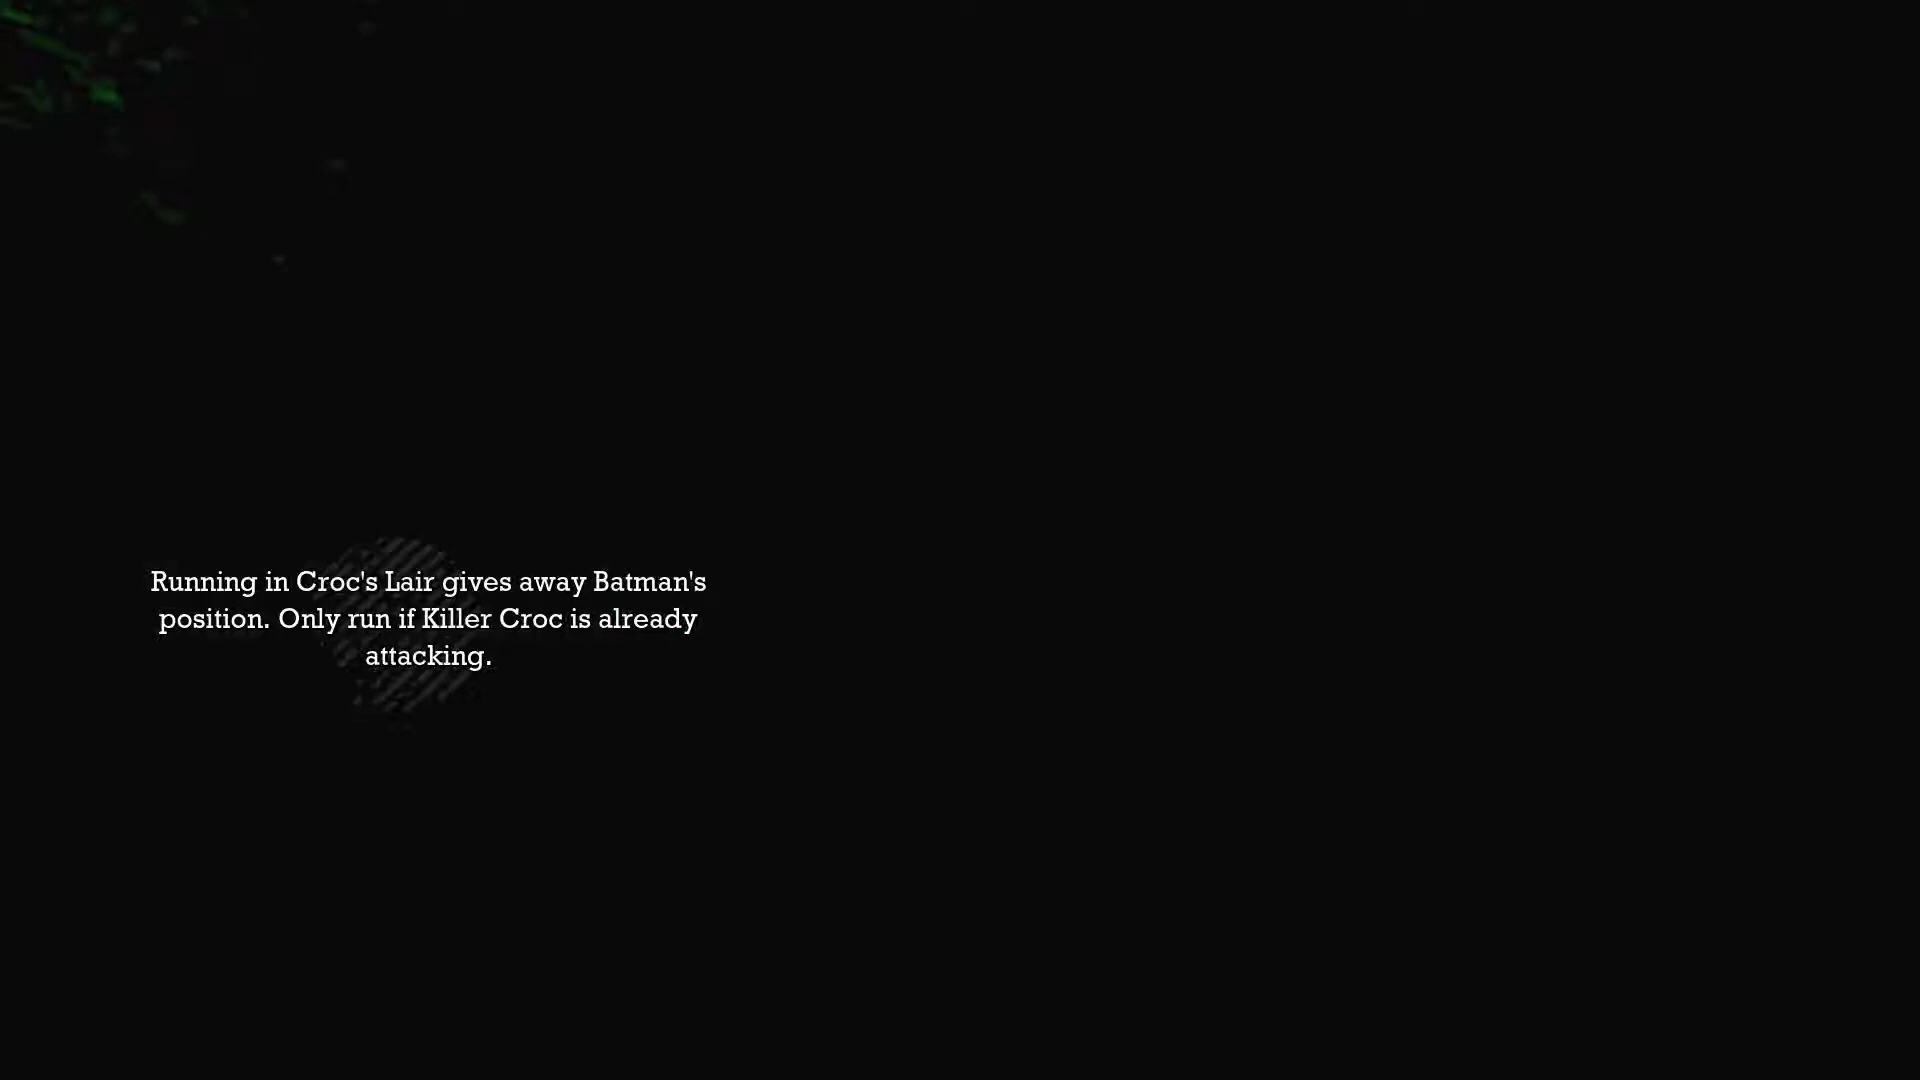 Running in Croc's Lair gives away Batman's
position. Only run if Killer Croc is already
attacking.